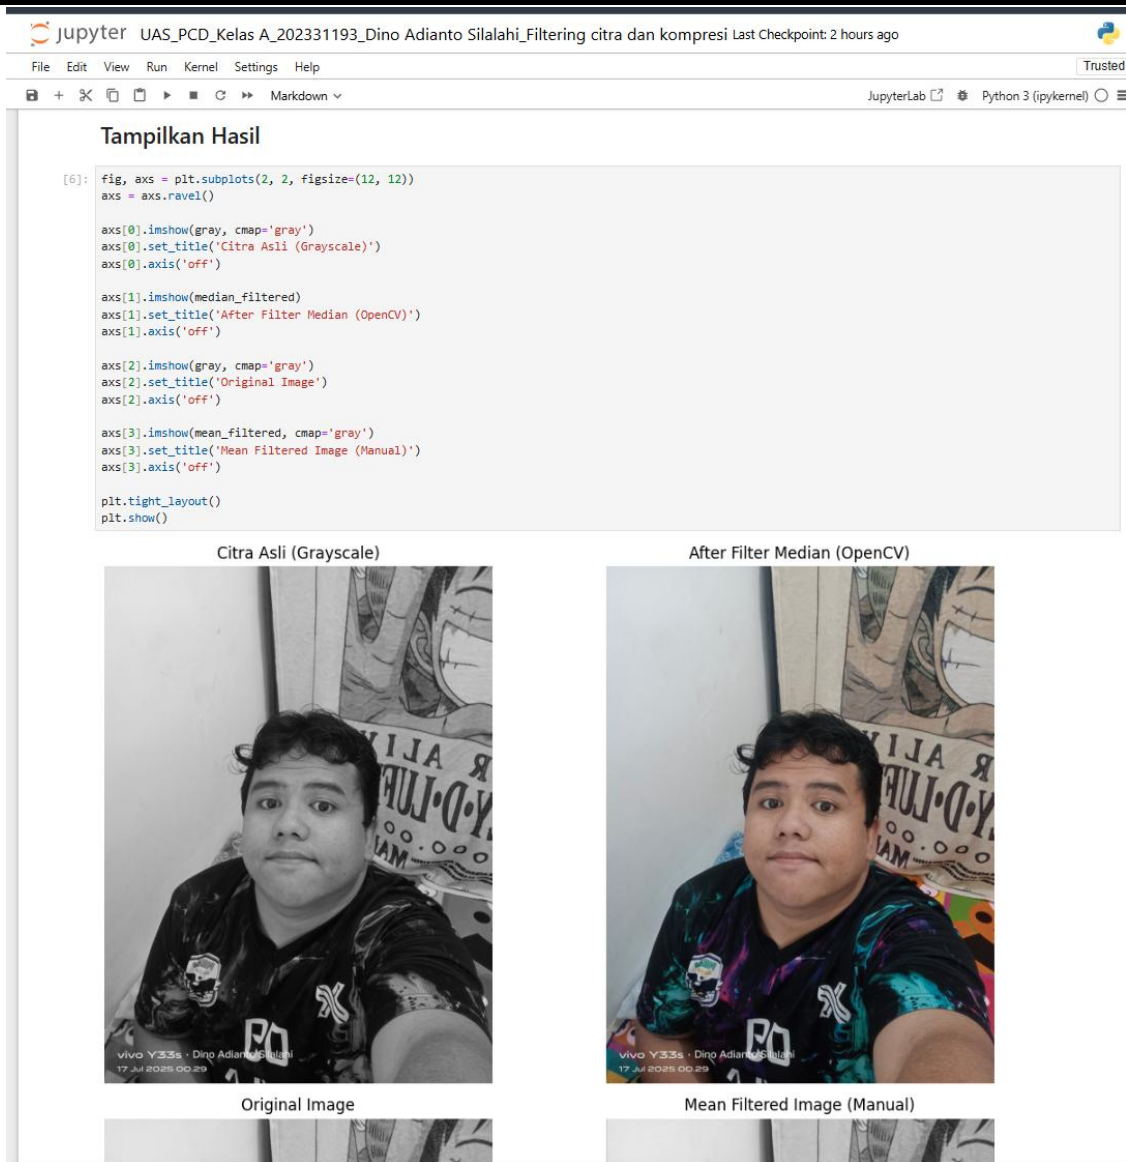 jupyter UAS_PCD_Kelas A_202331193_Dino Adianto Silalahi_Filtering citra dan kompresi Last Checkpoint: 2 hours ago
File Edit View Run Kernel Settings Help Trusted
Markdown JupyterLab Python 3 (ipykernel)
Tampilkan Hasil
[6]: fig, axs = plt.subplots(2, 2, figsize=(12, 12))
axs = axs.ravel()
axs[0].imshow(gray, cmap='gray')
axs[0].set_title('Citra Asli (Grayscale)')
axs[0].axis('off')
axs[1].imshow(median_filtered)
axs[1].set_title('After Filter Median (OpenCV)')
axs[1].axis('off')
axs[2].imshow(gray, cmap='gray')
axs[2].set_title('Original Image')
axs[2].axis('off')
axs[3].imshow(mean_filtered, cmap='gray')
axs[3].set_title('Mean Filtered Image (Manual)')
axs[3].axis('off')
plt.tight_layout()
plt.show()
Citra Asli (Grayscale) After Filter Median (OpenCV)
vivo Y33s · Dino Adianto Silalahi
17 Jul 2025 00.29
vivo Y33s · Dino Adianto Silalahi
17 Jul 2025 00.29
Original Image Mean Filtered Image (Manual)